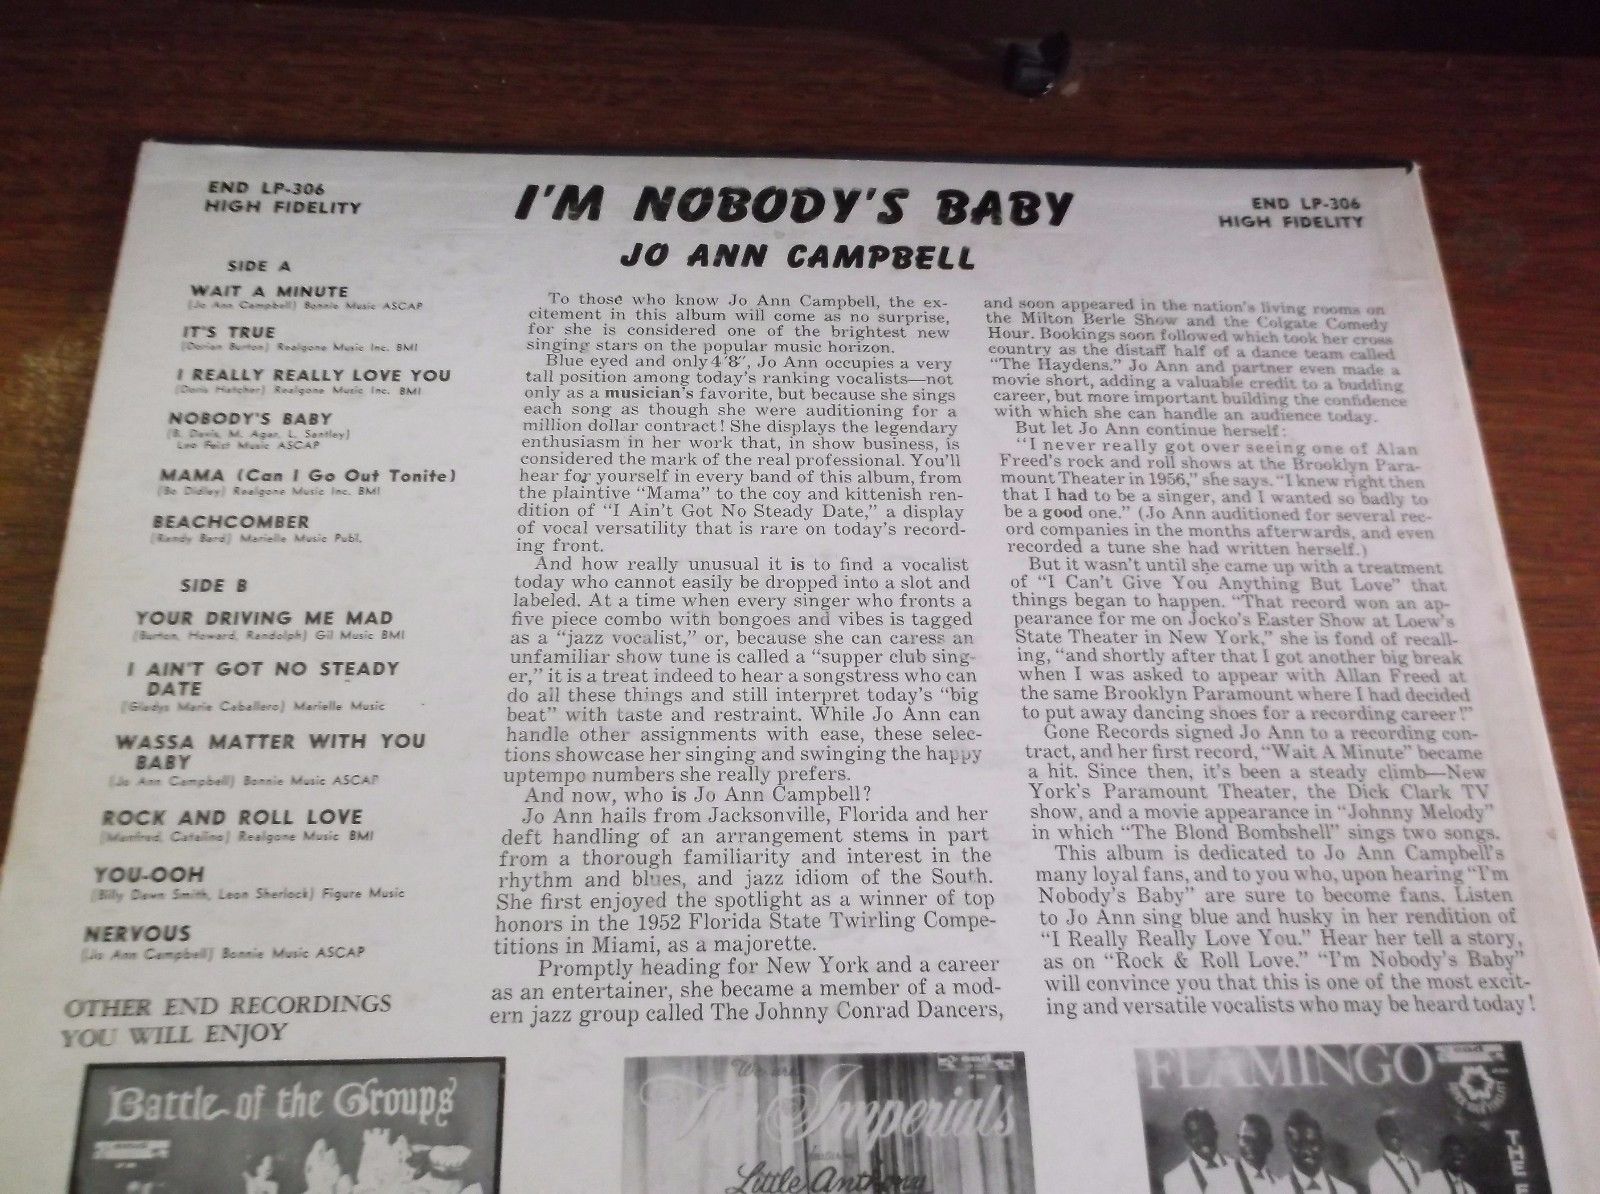 END LP-306
HIGH FIDELITY
I'M NOBODY'S BABY
JO ANN CAMPBELL
END LP-306
HIGH FIDELITY
SIDE A
WAIT A MINUTE
(Jo Ann Campbell) Bonnie Music ASCAP
IT'S TRUE
(Dorian Burton) Realgone Music Inc. BMI
I REALLY REALLY LOVE YOU
(Doris Hatcher) Realgone Music Inc. BMI
NOBODY'S BABY
(B. Davis, M. Ager, L. Santley)
Leo Feist Music ASCAP
MAMA (Can I Go Out Tonite)
(Bo Didley) Realgone Music Inc. BMI
BEACHCOMBER
Marielle Music Publ.
SIDE B
YOUR DRIVING ME MAD
(Burton, Howard, Randolph) Gil Music BMI
I AIN'T GOT NO STEADY
DATE
(Gladys Marie Caballero) Marielle Music
WASSA MATTER WITH YOU
BABY
(Jo Ann Campbell) Bonnie Music ASCAP
ROCK AND ROLL LOVE
(Manfred, Catalino) Realgone Music BMI
YOU-OOH
(Billy Dawn Smith, Leon Sherlock) Figure Music
NERVOUS
(Jo Ann Campbell) Bonnie Music ASCAP
OTHER END RECORDINGS
YOU WILL ENJOY
To those who know Jo Ann Campbell, the ex-
citement in this album will come as no surprise,
for she is considered one of the brightest new
singing stars on the popular music horizon.
Blue eyed and only 4'8", Jo Ann occupies a very
tall position among today's ranking vocalists—not
only as a musician's favorite, but because she sings
each song as though she were auditioning for a
million dollar contract! She displays the legendary
enthusiasm in her work that, in show business, is
considered the mark of the real professional. You'll
hear for yourself in every band of this album, from
the plaintive "Mama" to the coy and kittenish ren-
dition of "I Ain't Got No Steady Date," a display
of vocal versatility that is rare on today's record-
ing front.
And how really unusual it is to find a vocalist
today who cannot easily be dropped into a slot and
labeled. At a time when every singer who fronts a
five piece combo with bongoes and vibes is tagged
as a "jazz vocalist," or, because she can caress an
unfamiliar show tune is called a "supper club sing-
er," it is a treat indeed to hear a songstress who can
do all these things and still interpret today's "big
beat" with taste and restraint. While Jo Ann can
handle other assignments with ease, these selec-
tions showcase her singing and swinging the happy
uptempo numbers she really prefers.
And now, who is Jo Ann Campbell?
Jo Ann hails from Jacksonville, Florida and her
deft handling of an arrangement stems in part
from a thorough familiarity and interest in the
rhythm and blues, and jazz idiom of the South.
She first enjoyed the spotlight as a winner of top
honors in the 1952 Florida State Twirling Compe-
titions in Miami, as a majorette.
Promptly heading for New York and a career
as an entertainer, she became a member of a mod-
ern jazz group called The Johnny Conrad Dancers,
and soon appeared in the nation's living rooms on
the Milton Berle Show and the Colgate Comedy
Hour. Bookings soon followed which took her cross
country as the distaff half of a dance team called
"The Haydens." Jo Ann and partner even made a
movie short, adding a valuable credit to a budding
career, but more important building the confidence
with which she can handle an audience today.
But let Jo Ann continue herself:
"I never really got over seeing one of Alan
Freed's rock and roll shows at the Brooklyn Para-
mount Theater in 1956," she says. "I knew right then
that I had to be a singer, and I wanted so badly to
be a good one." (Jo Ann auditioned for several rec-
ord companies in the months afterwards, and even
recorded a tune she had written herself.)
But it wasn't until she came up with a treatment
of "I Can't Give You Anything But Love" that
things began to happen. "That record won an ap-
pearance for me on Jocko's Easter Show at Loew's
State Theater in New York," she is fond of recall-
ing, "and shortly after that I got another big break
when I was asked to appear with Allan Freed at
the same Brooklyn Paramount where I had decided
to put away dancing shoes for a recording career!"
Gone Records signed Jo Ann to a recording con-
tract, and her first record, "Wait A Minute" became
a hit. Since then, it's been a steady climb—New
York's Paramount Theater, the Dick Clark TV
show, and a movie appearance in "Johnny Melody"
in which "The Blond Bombshell" sings two songs.
This album is dedicated to Jo Ann Campbell's
many loyal fans, and to you who, upon hearing "I'm
Nobody's Baby" are sure to become fans. Listen
to Jo Ann sing blue and husky in her rendition of
"I Really Really Love You." Hear her tell a story,
as on "Rock & Roll Love." "I'm Nobody's Baby"
will convince you that this is one of the most excit-
ing and versatile vocalists who may be heard today!
Battle of the Groups
We are
The Imperials
featuring
Little Anthony
FLAMINGO
THE